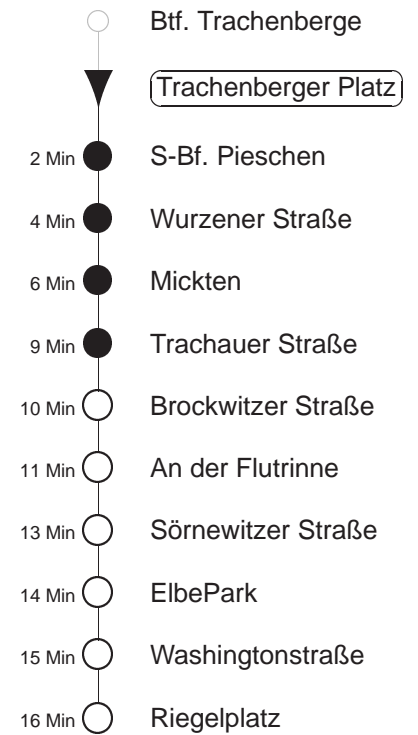 Btf. Trachenberge
Trachenberger Platz
2 Min S-Bf. Pieschen
4 Min Wurzener Straße
6 Min Mickten
9 Min Trachauer Straße
10 Min Brockwitzer Straße
11 Min An der Flutrinne
13 Min Sörnewitzer Straße
14 Min ElbePark
15 Min Washingtonstraße
16 Min Riegelplatz